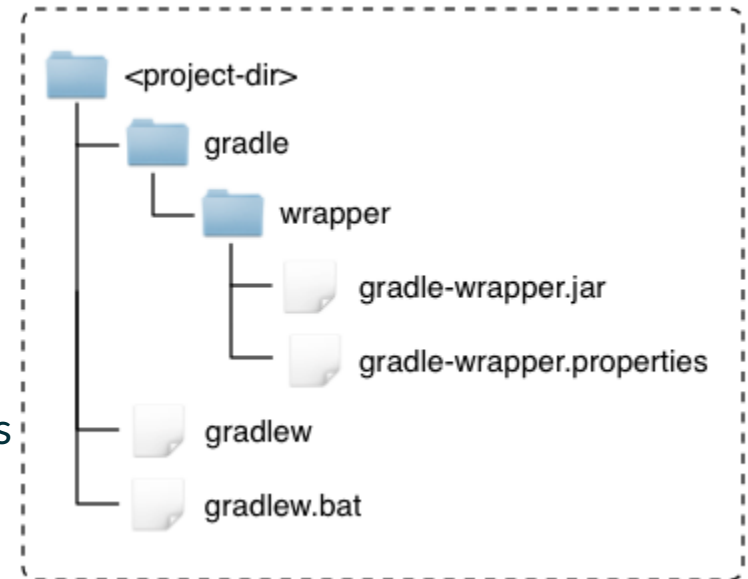 <project-dir>
gradle
wrapper
gradle-wrapper.jar
gradle-wrapper.properties
s
gradlew
gradlew.bat